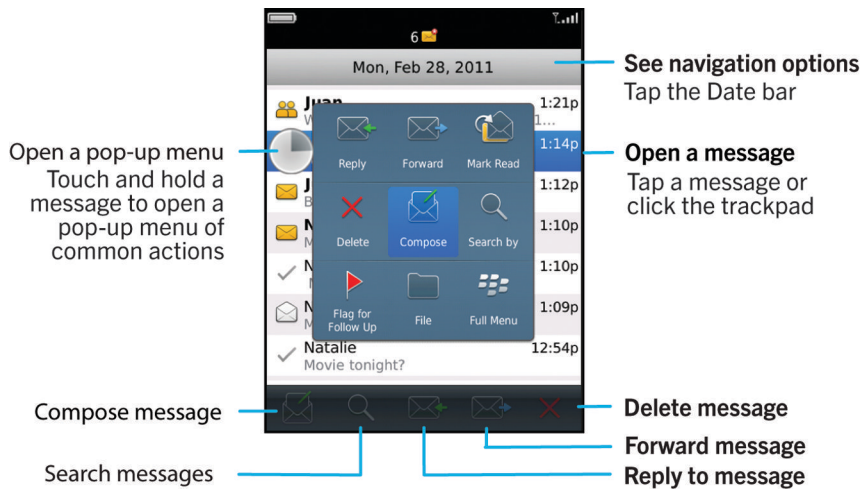 6
Mon, Feb 28, 2011
See navigation options
Tap the Date bar
Juan
1:21p
1...
Reply
Forward
Mark Read
1:14p
Open a pop-up menu
Touch and hold a
message to open a
pop-up menu of
common actions
Open a message
Tap a message or
click the trackpad
1:12p
1:10p
Delete
Compose
Search by
1:10p
Flag for
Follow Up
File
Full Menu
1:09p
Natalie
12:54p
Movie tonight?
Compose message
Search messages
Delete message
Forward message
Reply to message